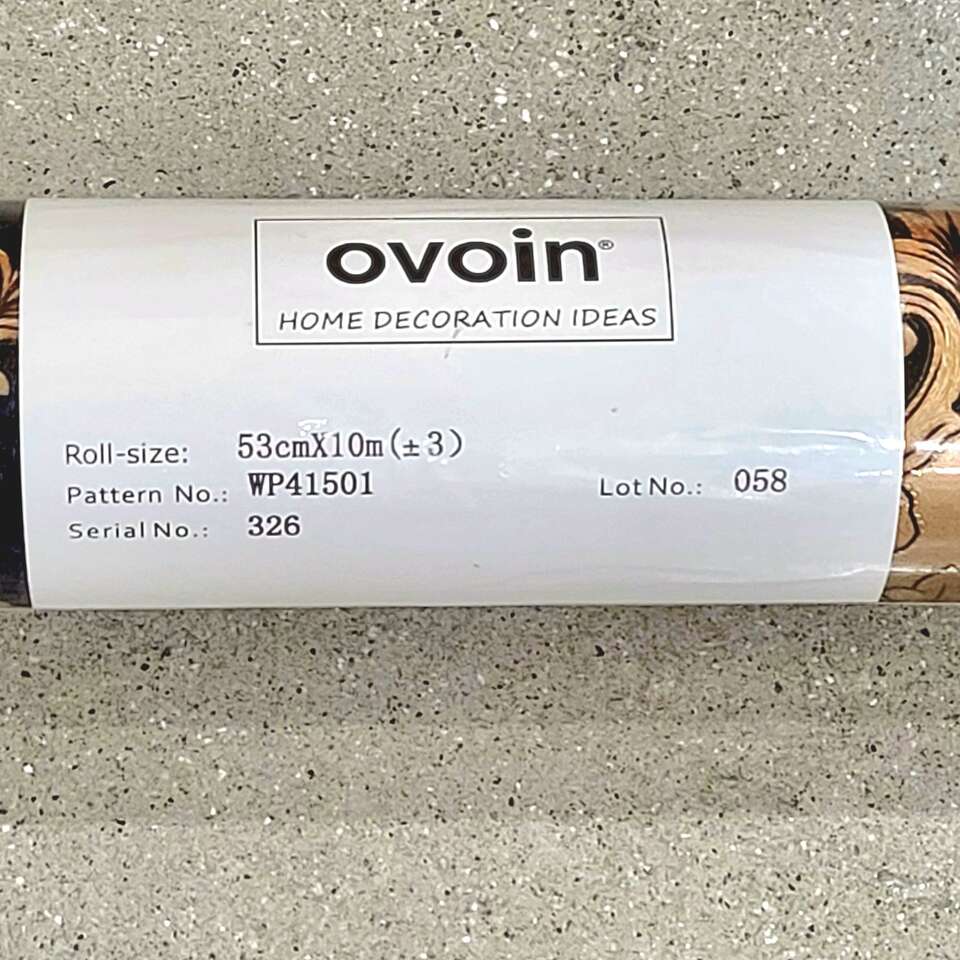 ovoin®
HOME DECORATION IDEAS
Roll-size: 53cmX10m(±3)
Pattern No.: WP41501 Lot No.: 058
Serial No.: 326